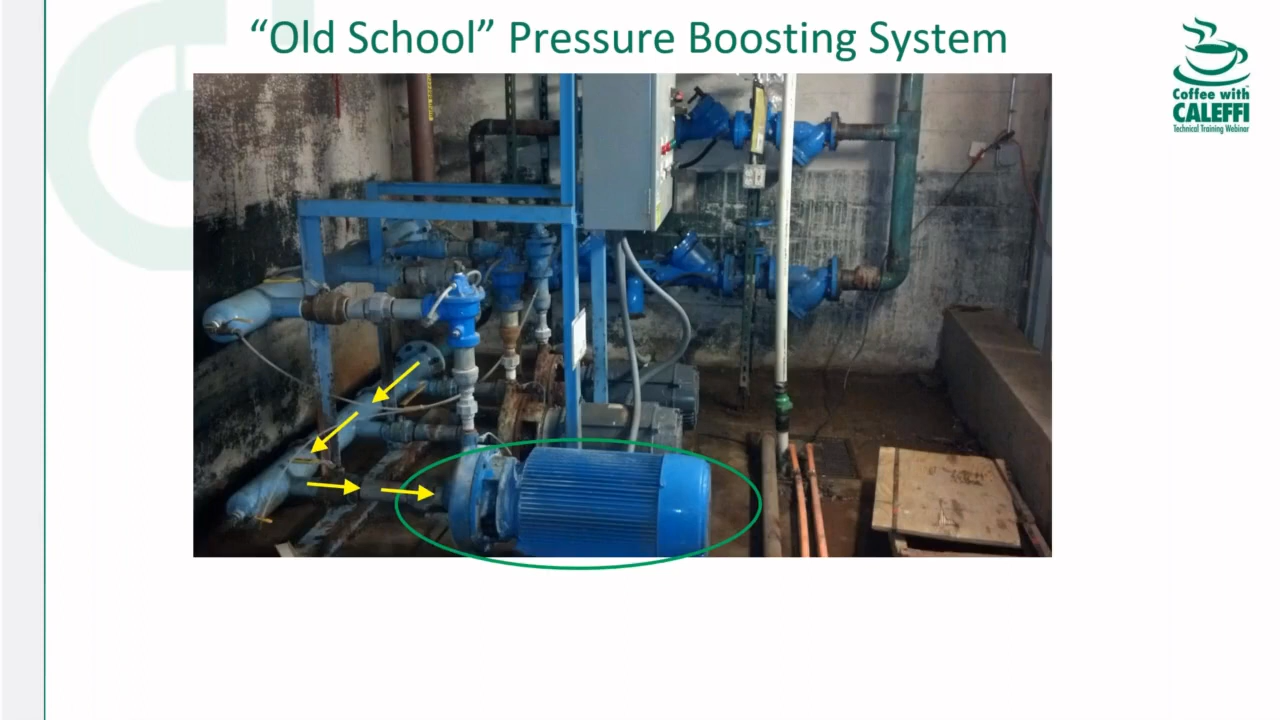 “Old School” Pressure Boosting System
Coffee with
CALEFFI
Technical Training Webinar